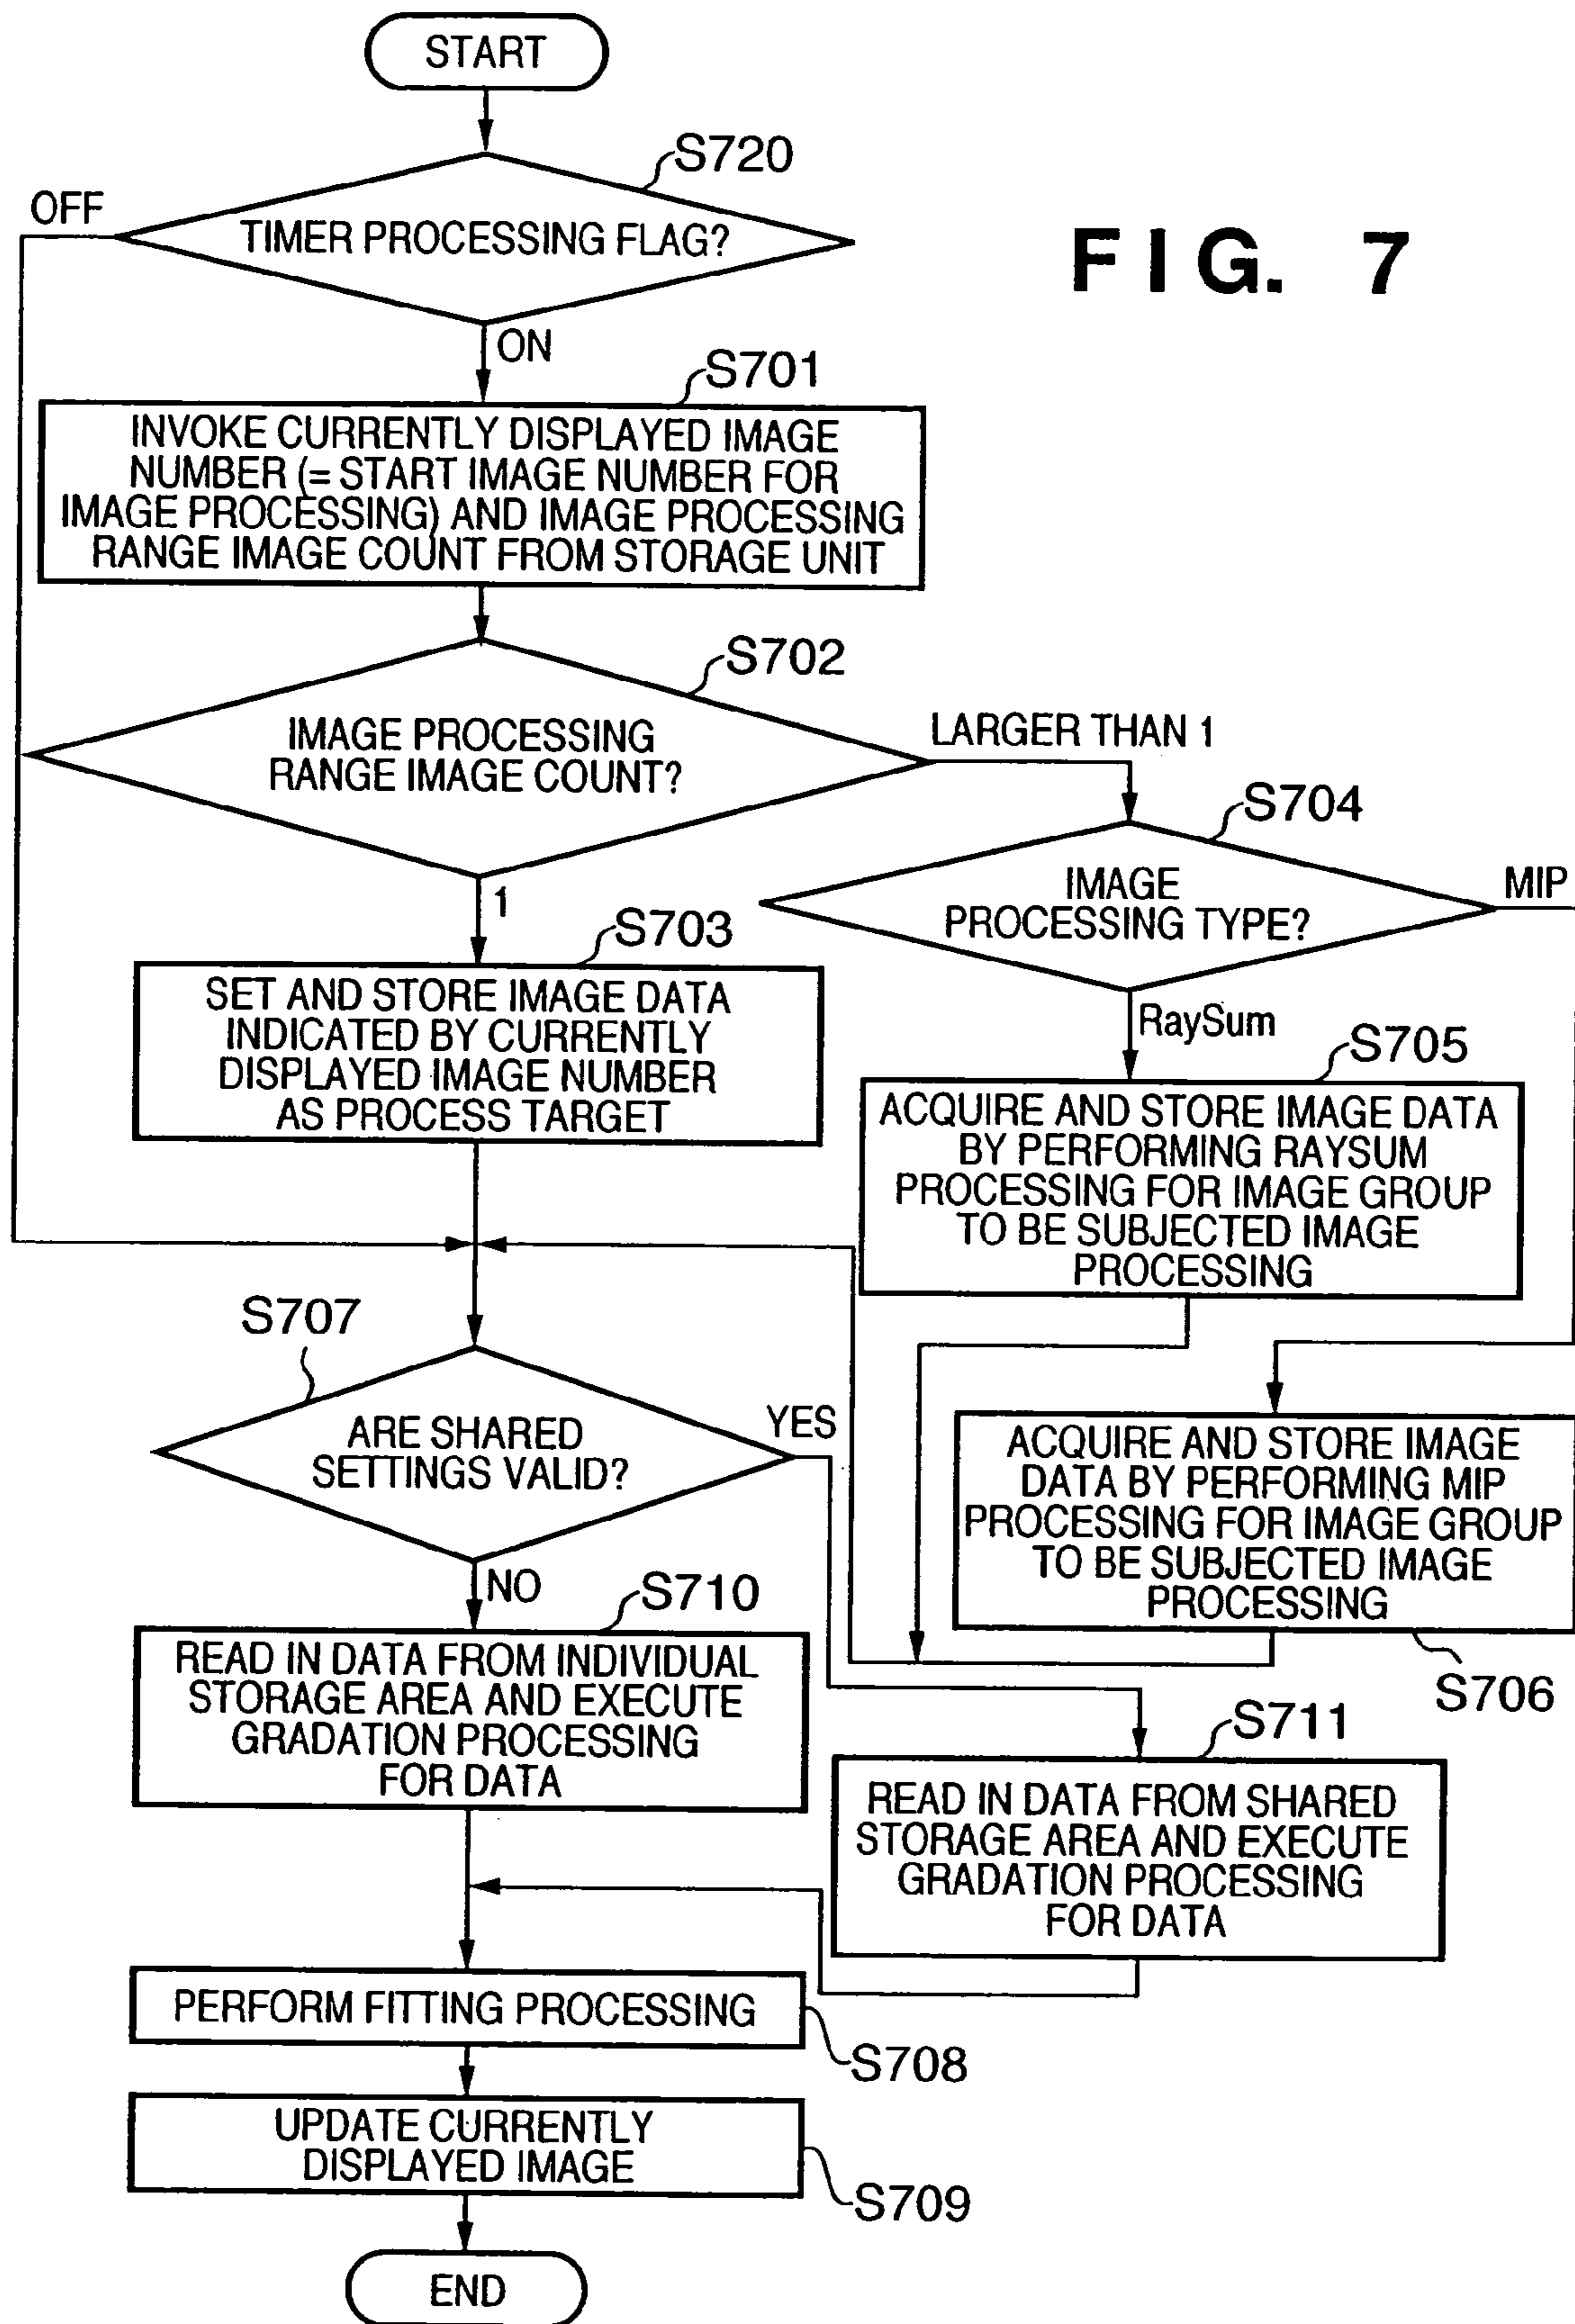 START
S720
OFF
TIMER PROCESSING FLAG?
FIG. 7
ON
S701
INVOKE CURRENTLY DISPLAYED IMAGE
NUMBER (= START IMAGE NUMBER FOR
IMAGE PROCESSING) AND IMAGE PROCESSING
RANGE IMAGE COUNT FROM STORAGE UNIT
S702
IMAGE PROCESSING
RANGE IMAGE COUNT?
LARGER THAN 1
S704
1
IMAGE
PROCESSING TYPE?
MIP
S703
SET AND STORE IMAGE DATA
INDICATED BY CURRENTLY
DISPLAYED IMAGE NUMBER
AS PROCESS TARGET
RaySum
S705
ACQUIRE AND STORE IMAGE DATA
BY PERFORMING RAYSUM
PROCESSING FOR IMAGE GROUP
TO BE SUBJECTED IMAGE
PROCESSING
S707
ARE SHARED
SETTINGS VALID?
YES
ACQUIRE AND STORE IMAGE
DATA BY PERFORMING MIP
PROCESSING FOR IMAGE GROUP
TO BE SUBJECTED IMAGE
PROCESSING
S706
NO
S710
READ IN DATA FROM INDIVIDUAL
STORAGE AREA AND EXECUTE
GRADATION PROCESSING
FOR DATA
S711
READ IN DATA FROM SHARED
STORAGE AREA AND EXECUTE
GRADATION PROCESSING
FOR DATA
PERFORM FITTING PROCESSING
S708
UPDATE CURRENTLY
DISPLAYED IMAGE
S709
END